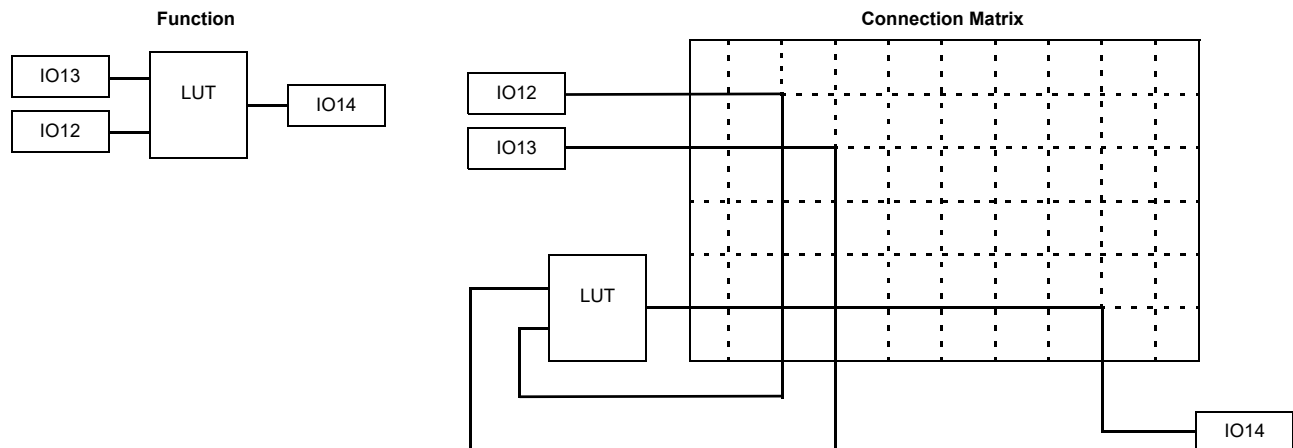 Function
IO13
IO12
LUT
IO14
Connection Matrix
IO12
IO13
LUT
IO14